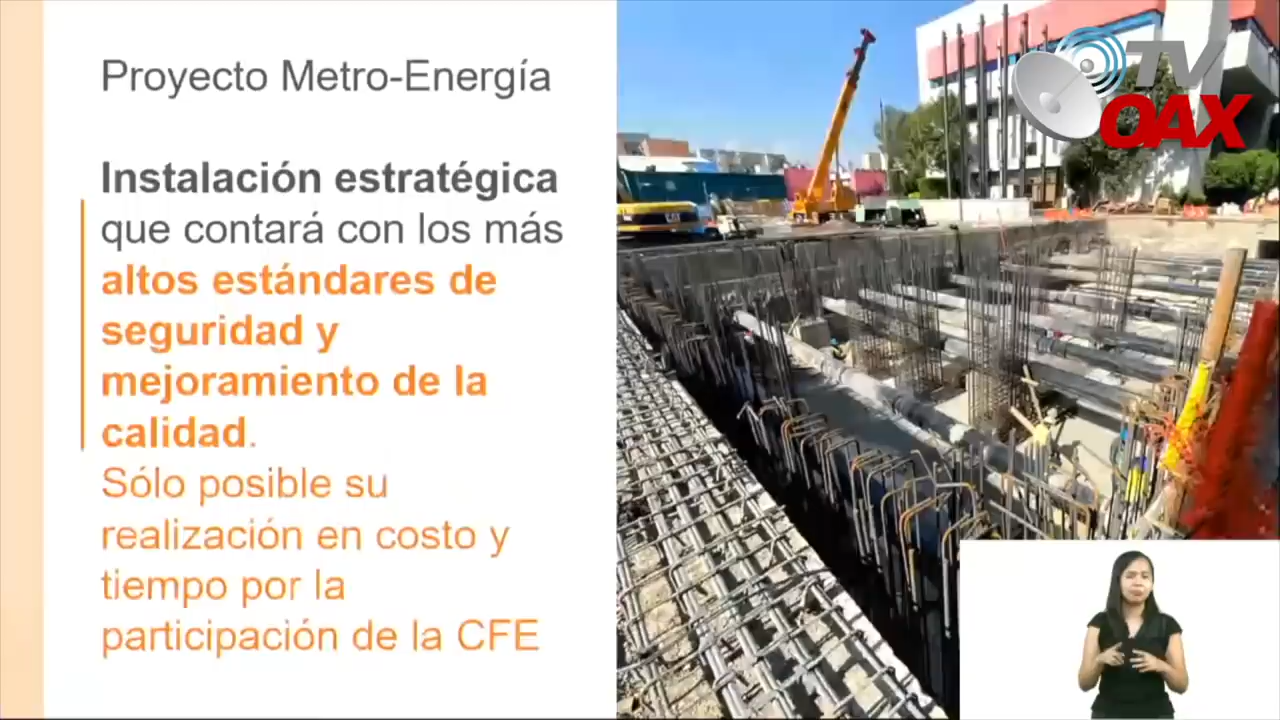 Proyecto Metro-Energía
Instalación estratégica
que contará con los más
altos estándares de
seguridad y
mejoramiento de la
calidad.
Sólo posible su
realización en costo y
tiempo por la
participación de la CFE
TV
OAX
CAT